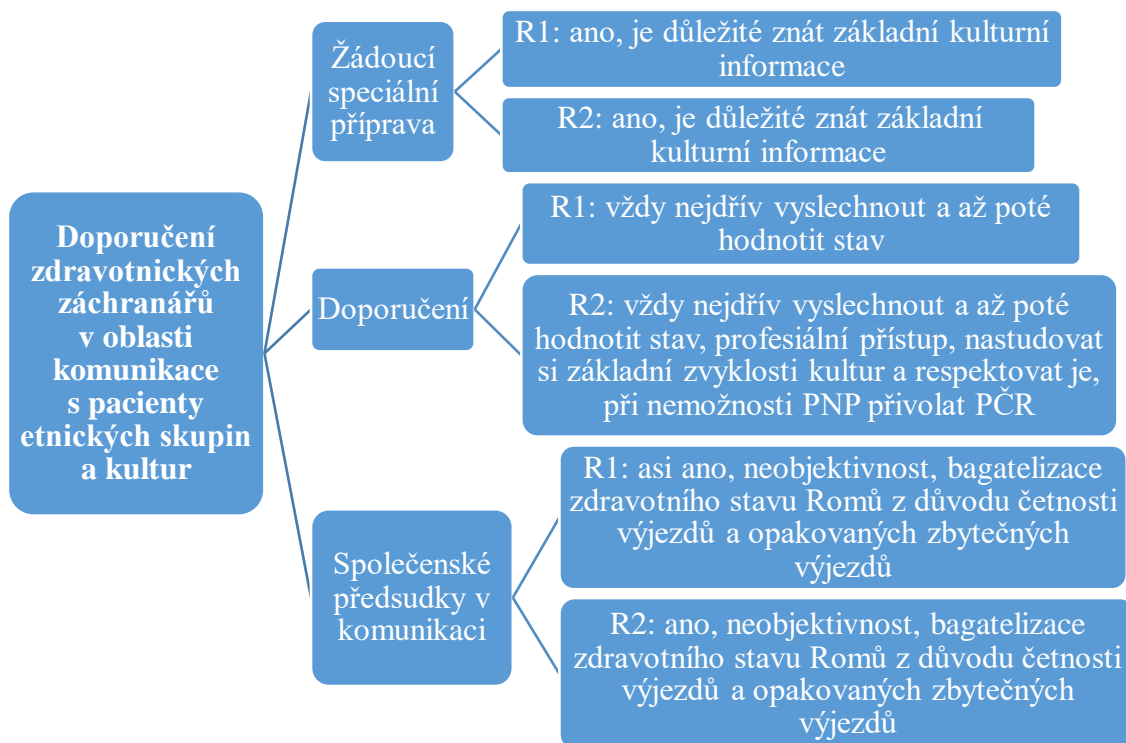 Doporučení
zdravotnických
záchranářů
v oblasti
komunikace
s pacienty
etnických skupin
a kultur
Žádoucí
speciální
příprava
R1: ano, je důležité znát základní kulturní
informace
R2: ano, je důležité znát základní
kulturní informace
Doporučení
R1: vždy nejdřív vyslechnout a až poté
hodnotit stav
R2: vždy nejdřív vyslechnout a až poté
hodnotit stav, profesiální přístup, nastudovat
si základní zvyklosti kultur a respektovat je,
při nemožnosti PNP přivolat PČR
Společenské
předsudky v
komunikaci
R1: asi ano, neobjektivnost, bagatelizace
zdravotního stavu Romů z důvodu četnosti
výjezdů a opakovaných zbytečných
výjezdů
R2: ano, neobjektivnost, bagatelizace
zdravotního stavu Romů z důvodu četnosti
výjezdů a opakovaných zbytečných
výjezdů